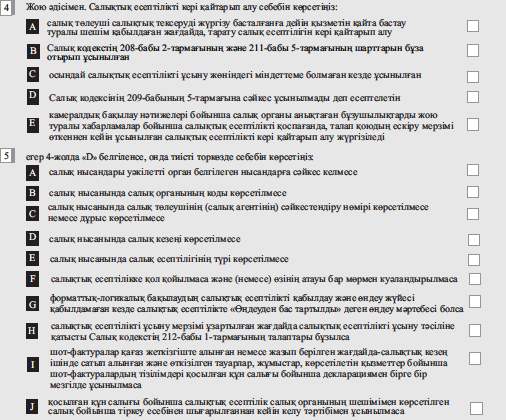 4 Жою әдісімен. Салықтық есептілікті кері қайтарып алу себебін көрсетіңіз:
A салық төлеуші салықтық тексеруді жүргізу басталғанға дейін қызметін қайта бастау
туралы шешім қабылдаған жағдайда, тарату салық есептілігін кері қайтарып алу
B Салық кодекстің 208-бабы 2-тармағының және 211-бабы 5-тармағының шарттарын бұза
отырып ұсынылған
C осындай салықтық есептілікті ұсыну жөніндегі міндеттеме болмаған кезде ұсынылған
D Салық кодексінің 209-бабының 5-тармағына сәйкес ұсынылмады деп есептелетін
E камералдық бақылау нәтижелері бойынша салық органы анықтаған бұзушылықтарды жою
туралы хабарламалар бойынша салықтық есептілікті қоспағанда, талап қоюдың ескіру мерзімі
өткеннен кейін ұсынылған салықтық есептілікті кері қайтарып алу жүргізіледі
5 егер 4-жолда «D» белгіленсе, онда тиісті торкөзде себебін көрсетіңіз:
A салық нысандары уәкілетті орган белгілеген нысандарға сәйкес келмесе
B салық нысанында салық органының коды көрсетілмесе
C салық нысанында салық төлеушінің (салық агентінің) сәйкестендіру нөмірі көрсетілмесе
немесе дұрыс көрсетілмесе
D салық нысанында салық кезеңі көрсетілмесе
E салық нысанында салық есептілігінің түрі көрсетілмесе
F салықтық есептілікке қол қойылмаса және (немесе) өзінің атауы бар мөрмен куәландырылмаса
G форматтық-логикалық бақылаудың салықтық есептілікті қабылдау және өңдеу жүйесі
қабылдамаған кезде салықтық есептілікте «Өңдеуден бас тартылды» деген өңдеу мәртебесі болса
H салықтық есептілікті ұсыну мерзімі ұзартылған жағдайда салықтық есептілікті ұсыну тәсіліне
қатысты Салық кодекстің 212-бабы 1-тармағының талаптары бұзылса
I шот-фактуралар қағаз жеткізгіште алынған немесе жазып берілген жағдайда-салықтық кезең
ішінде сатып алынған және өткізілген тауарлар, жұмыстар, көрсетілетін қызметтер бойынша
шот-фактуралардың тізілімдері қосылған құн салығы бойынша декларациямен бірге бір
мезгілде ұсынылмаса
J қосылған құн салығы бойынша салықтық есептілік салық органының шешімімен көрсетілген
салық бойынша тіркеу есебінен шығарылғаннан кейін келу тәртібімен ұсынылмаса